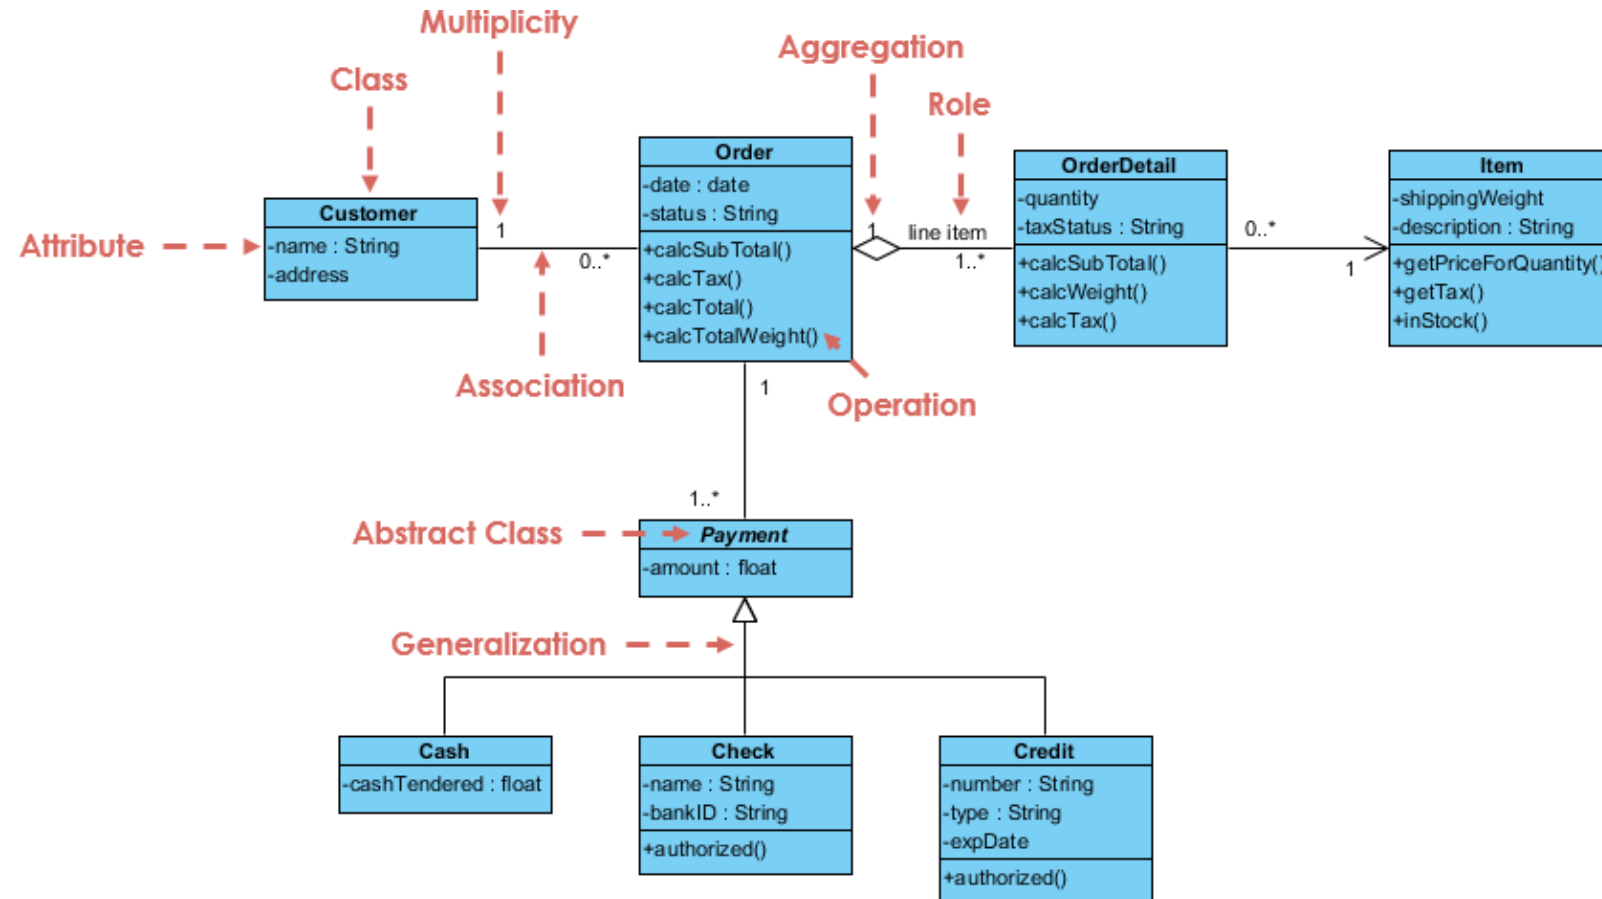 Multiplicity
Aggregation
Class
Role
Order
-date : date
-status : String
+calcSubTotal()
+calcTax()
+calcTotal()
+calcTotalWeight()
OrderDetail
-quantity
-taxStatus : String
+calcSubTotal()
+calcWeight()
+calcTax()
Item
-shippingWeight
-description : String
+getPriceForQuantity()
+getTax()
+inStock()
Customer
-name : String
-address
Attribute
1
0..*
1
line item
1..*
0..*
1
Association
Operation
1
1..*
Abstract Class
Payment
-amount : float
Generalization
Cash
-cashTendered : float
Check
-name : String
-bankID : String
+authorized()
Credit
-number : String
-type : String
-expDate
+authorized()